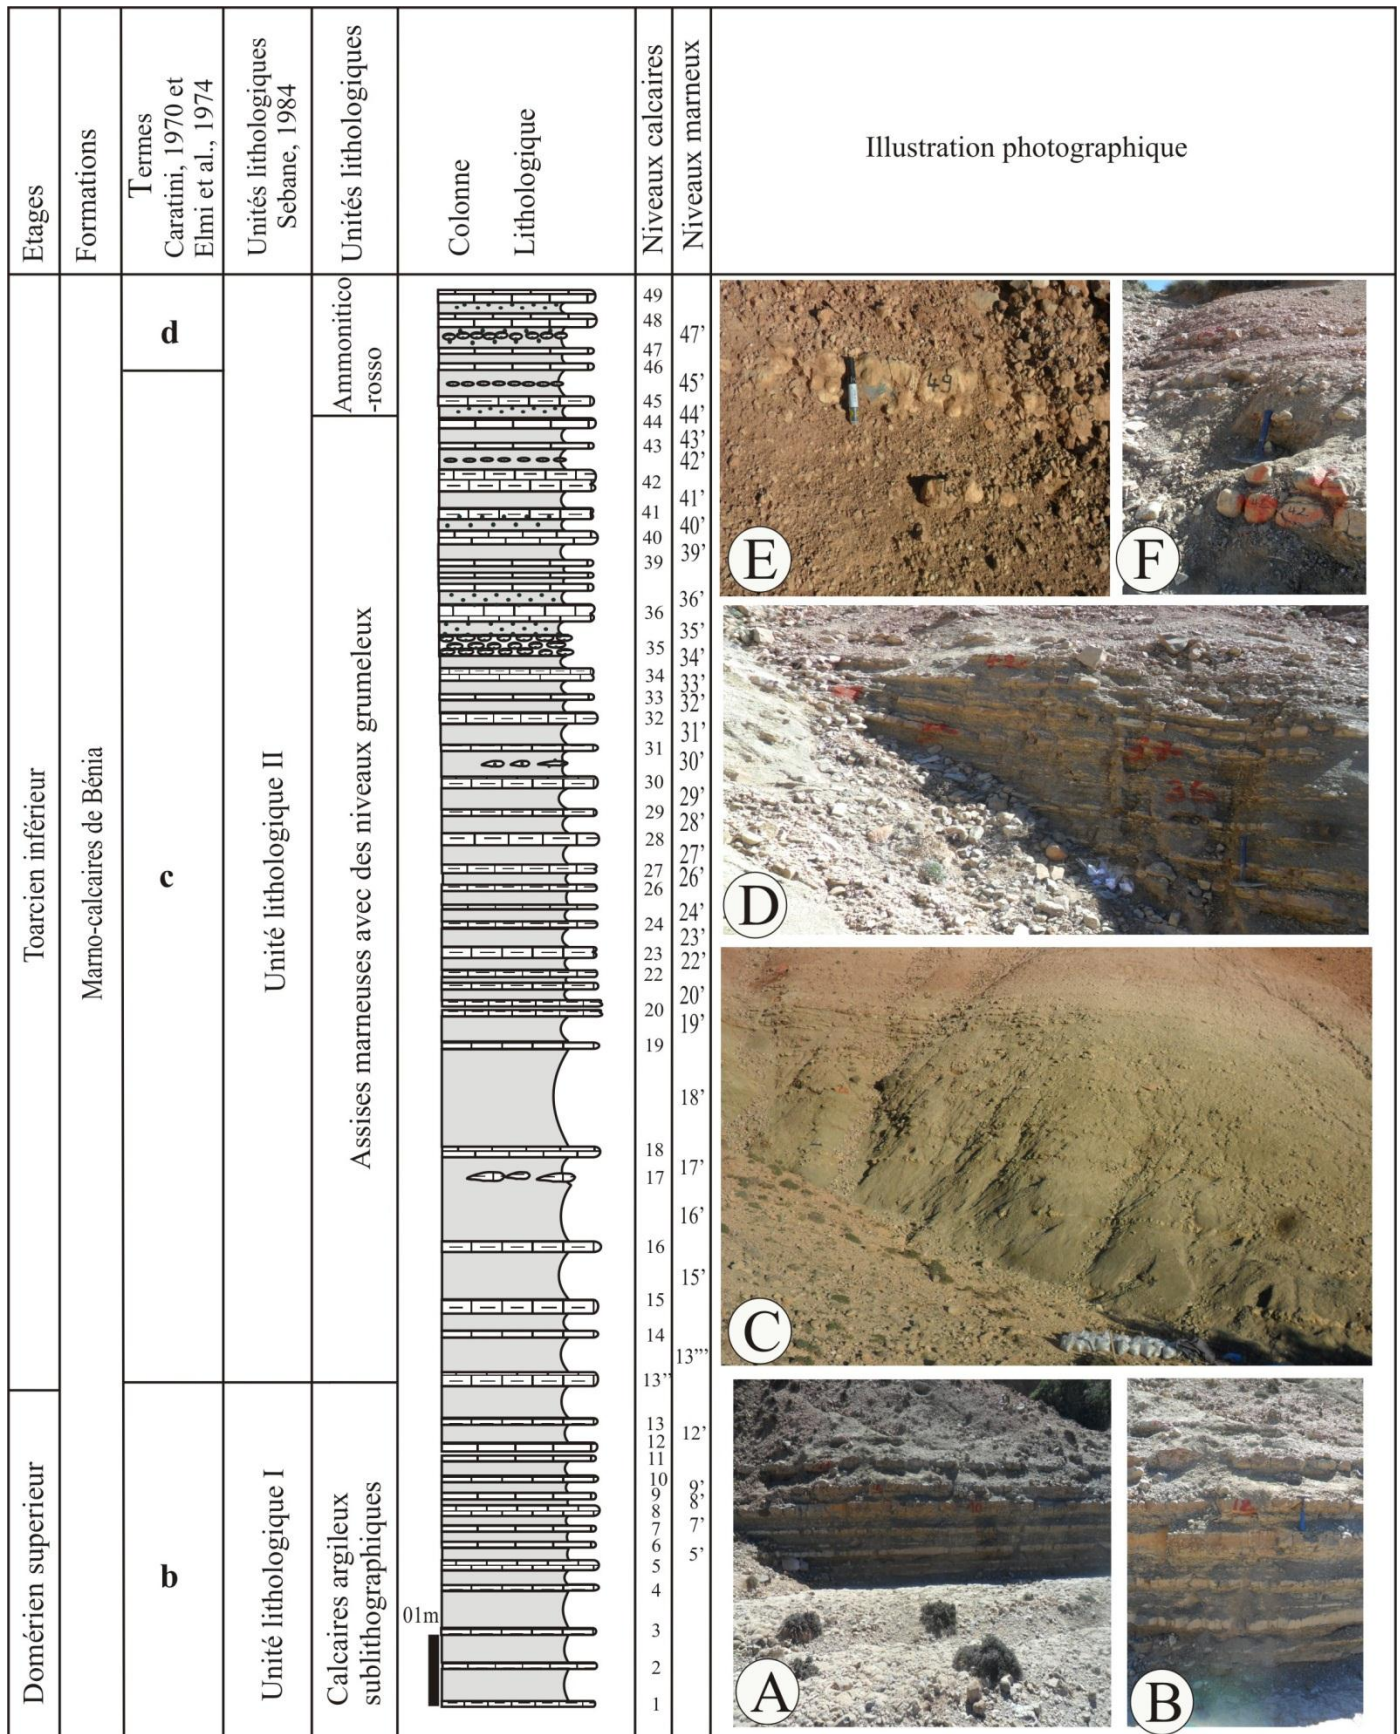 Etages
Formations
Termes
Caratini, 1970 et
Elmi et al., 1974
Unités lithologiques
Sebane, 1984
Unités lithologiques
Colonne
Lithologique
Niveaux calcaires
Niveaux marneux
Illustration photographique
Toarcien inférieur
Domérien superieur
Marno-calcaires de Bénia
d
c
b
Unité lithologique II
Unité lithologique I
Ammonitico
-rosso
Assises marneuses avec des niveaux grumeleux
Calcaires argileux
sublithographiques
01m
49
48
47
46
45
44
43
42
41
40
39
36
35
34
33
32
31
30
29
28
27
26
24
23
22
20
19
18
17
16
15
14
13’’
13
12
11
10
9
8
7
6
5
4
3
2
1
47’
45’
44’
43’
42’
41’
40’
39’
36’
35’
34’
33’
32’
31’
30’
29’
28’
27’
26’
24’
23’
22’
20’
19’
18’
17’
16’
15’
13’’’
12’
9’
8’
7’
5’
49
E
F
37
36
D
C
A
12
B